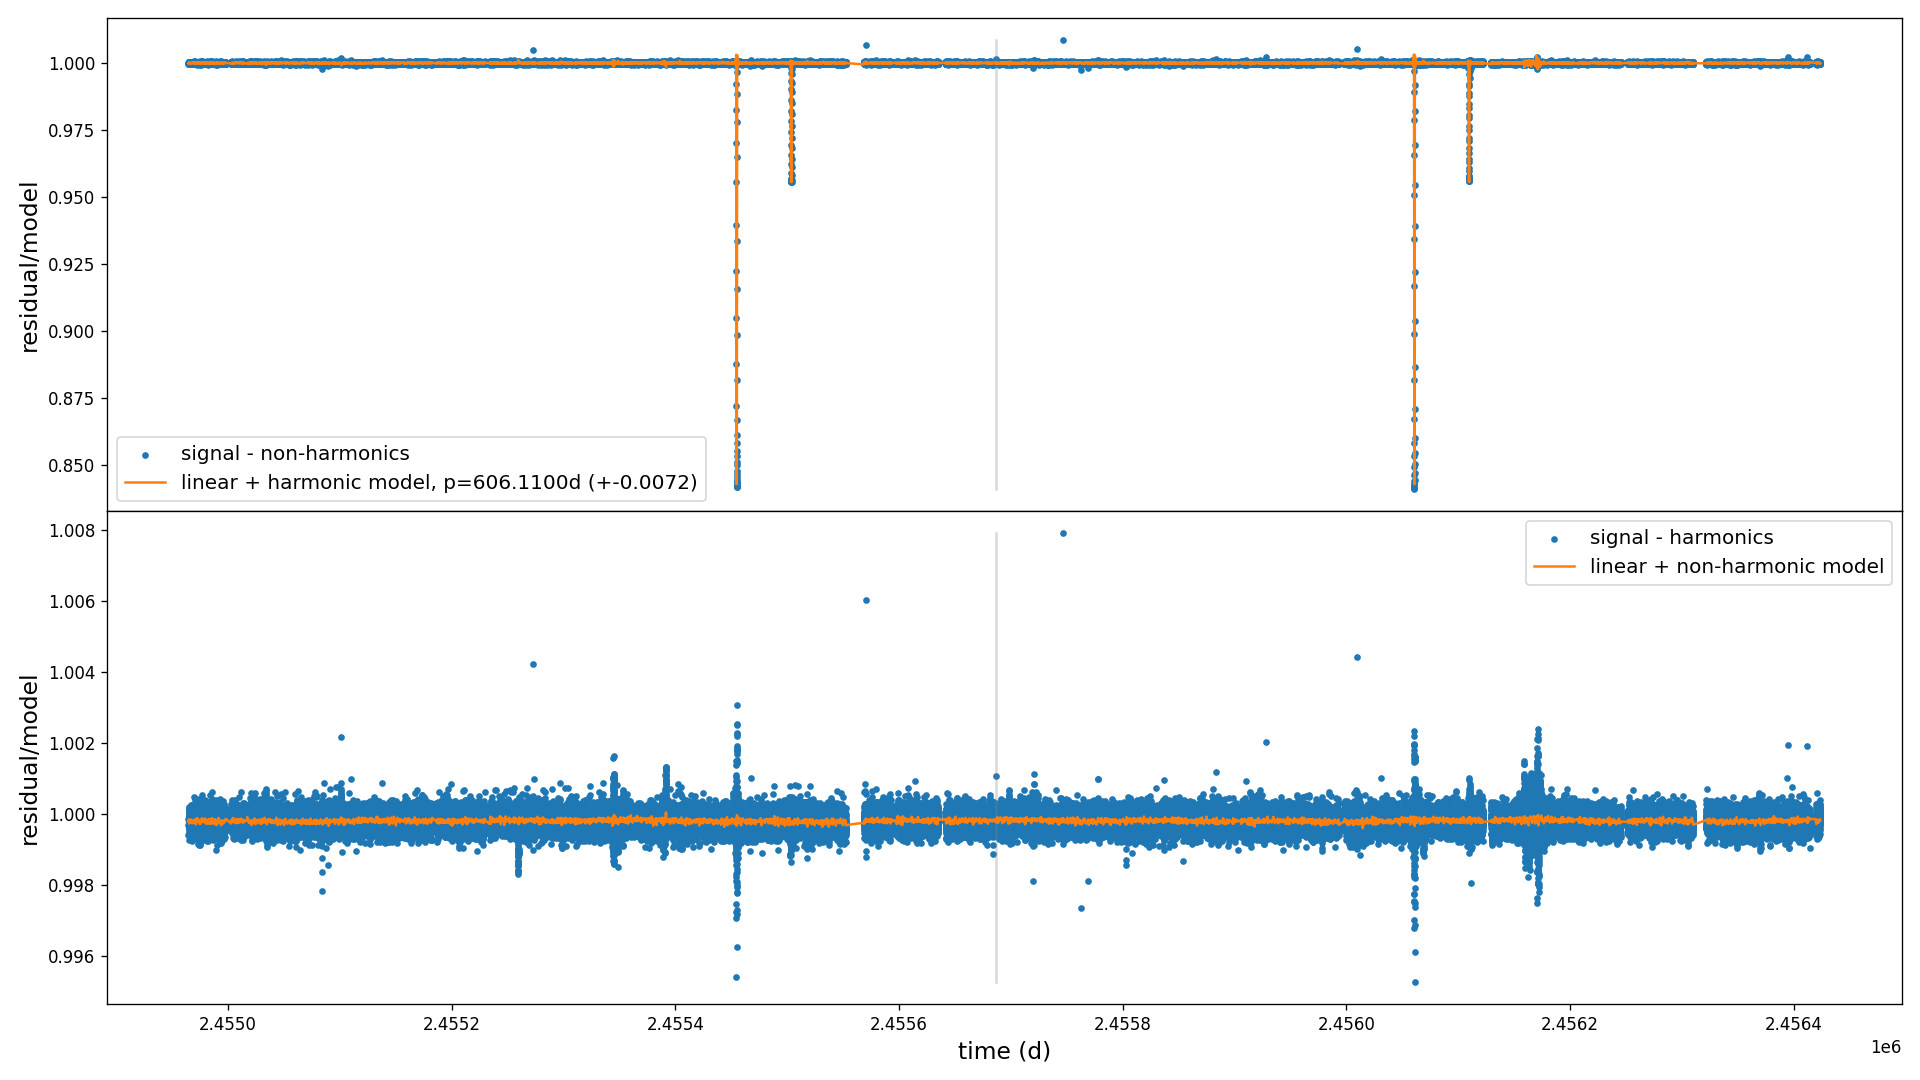 residual/model
1.000
0.975
0.950
0.925
0.900
0.875
0.850
signal - non-harmonics
linear + harmonic model, p=606.1100d (+-0.0072)
residual/model
1.008
1.006
1.004
1.002
1.000
0.998
0.996
signal - harmonics
linear + non-harmonic model
2.4550 2.4552 2.4554 2.4556 2.4558 2.4560 2.4562 2.4564
time (d)
1e6